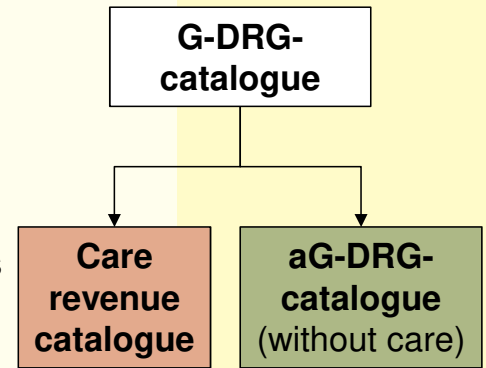 G-DRG-
catalogue
Care
revenue
catalogue
aG-DRG-
catalogue
(without care)